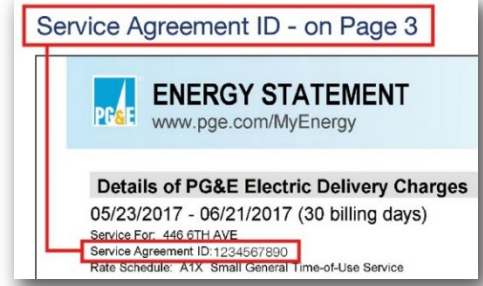 Service Agreement ID - on Page 3
PG&E
ENERGY STATEMENT
www.pge.com/MyEnergy
Details of PG&E Electric Delivery Charges
05/23/2017 - 06/21/2017 (30 billing days)
Service For: 446 6TH AVE
Service Agreement ID: 1234567890
Rate Schedule: A1X Small General Time-of-Use Service